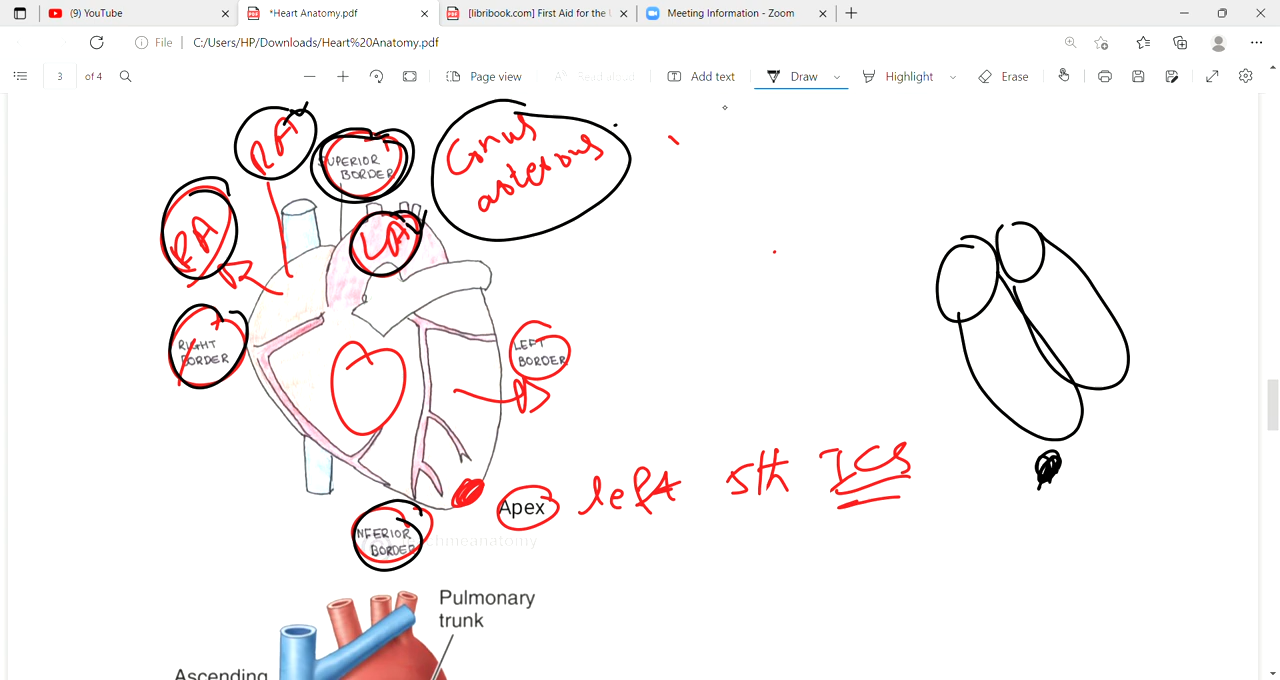 (9) YouTube
*Heart Anatomy.pdf
[libribook.com] First Aid for the
Meeting Information - Zoom
File
C:/Users/HP/Downloads/Heart%20Anatomy.pdf
3 of 4
Page view
Read aloud
Add text
Draw
Highlight
Erase
RA
SUPERIOR
BORDER
Conus
RA
LA
RIGHT
BORDER
LEFT
BORDER
Apex
left 5th ICS
INFERIOR
BORDER
himeanatomy
Pulmonary
trunk
Ascending